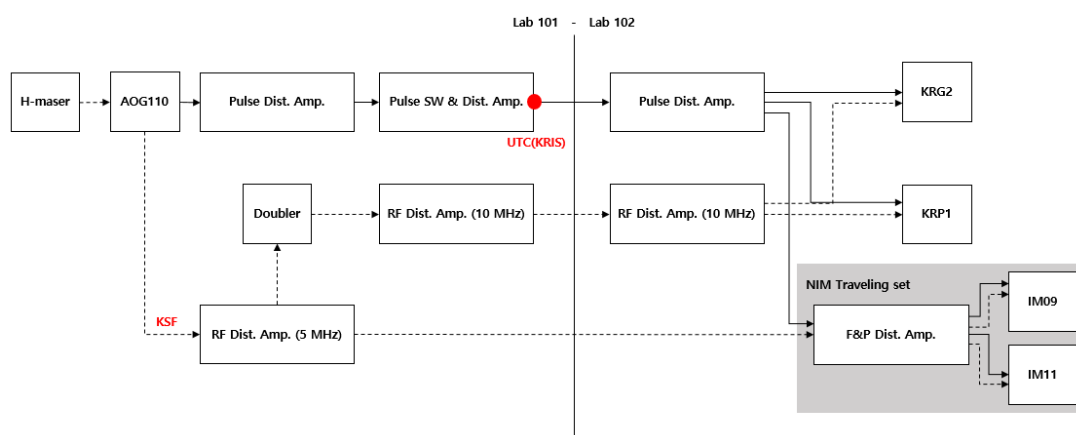 Lab 101 - Lab 102
H-maser
AOG110
Pulse Dist. Amp.
Pulse SW & Dist. Amp.
Pulse Dist. Amp.
KRG2
UTC(KRIS)
Doubler
RF Dist. Amp. (10 MHz)
RF Dist. Amp. (10 MHz)
KRP1
NIM Traveling set
IM09
KSF
RF Dist. Amp. (5 MHz)
F&P Dist. Amp.
IM11